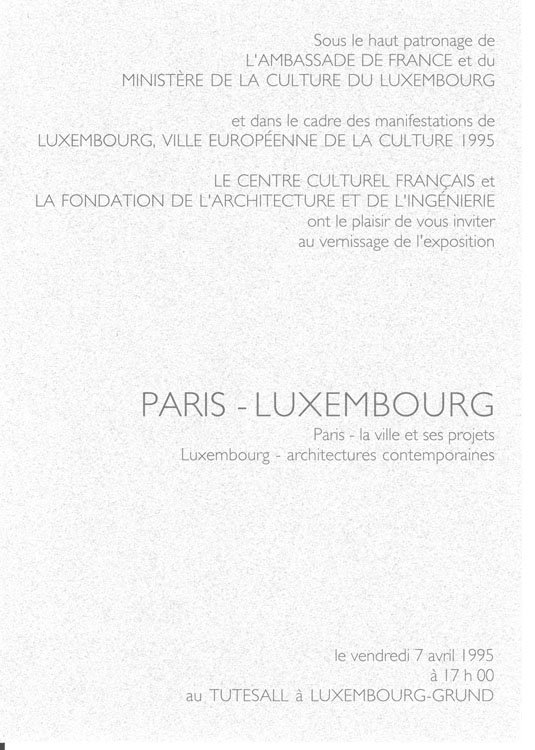 Sous le haut patronage de
L'AMBASSADE DE FRANCE et du
MINISTÈRE DE LA CULTURE DU LUXEMBOURG
et dans le cadre des manifestations de
LUXEMBOURG, VILLE EUROPÉENNE DE LA CULTURE 1995
LE CENTRE CULTUREL FRANÇAIS et
LA FONDATION DE L'ARCHITECTURE ET DE L'INGÉNIERIE
ont le plaisir de vous inviter
au vernissage de l'exposition
PARIS - LUXEMBOURG
Paris - la ville et ses projets
Luxembourg - architectures contemporaines
le vendredi 7 avril 1995
à 17 h 00
au TUTESALL à LUXEMBOURG-GRUND